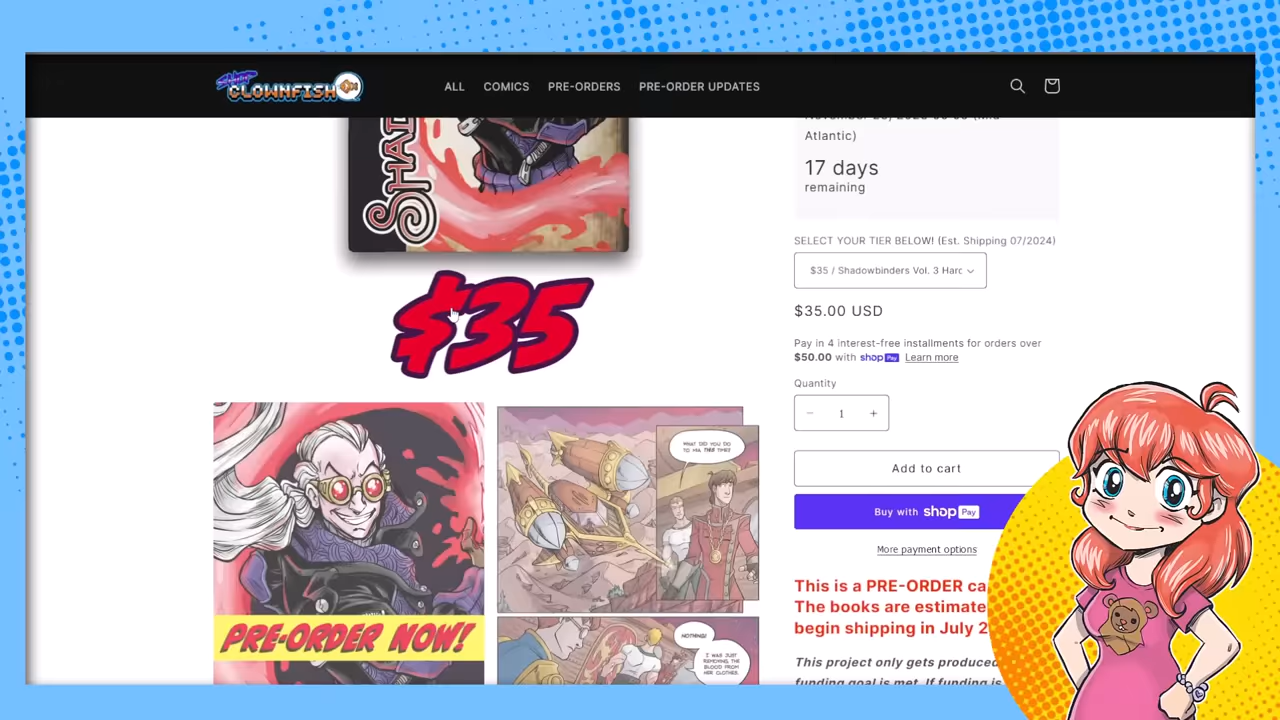 SHOP
CLOWNFISH
ALL
COMICS
PRE-ORDERS
PRE-ORDER UPDATES
Atlantic)
17 days
remaining
SHAD
$35
SELECT YOUR TIER BELOW! (Est. Shipping 07/2024)
$35 / Shadowbinders Vol. 3 Harc
$35.00 USD
Pay in 4 interest-free installments for orders over
$50.00 with shop Pay Learn more
Quantity
− 1 +
Add to cart
Buy with shop Pay
More payment options
PRE-ORDER NOW!
WHAT DID YOU DO
TO HIA THIS TIME?
NOTHING!
I WAS JUST
REMOVING THE
BLOOD FROM
HER CLOTHES.
This is a PRE-ORDER ca
The books are estimate
begin shipping in July 2
This project only gets produced
funding goal is met. If funding is